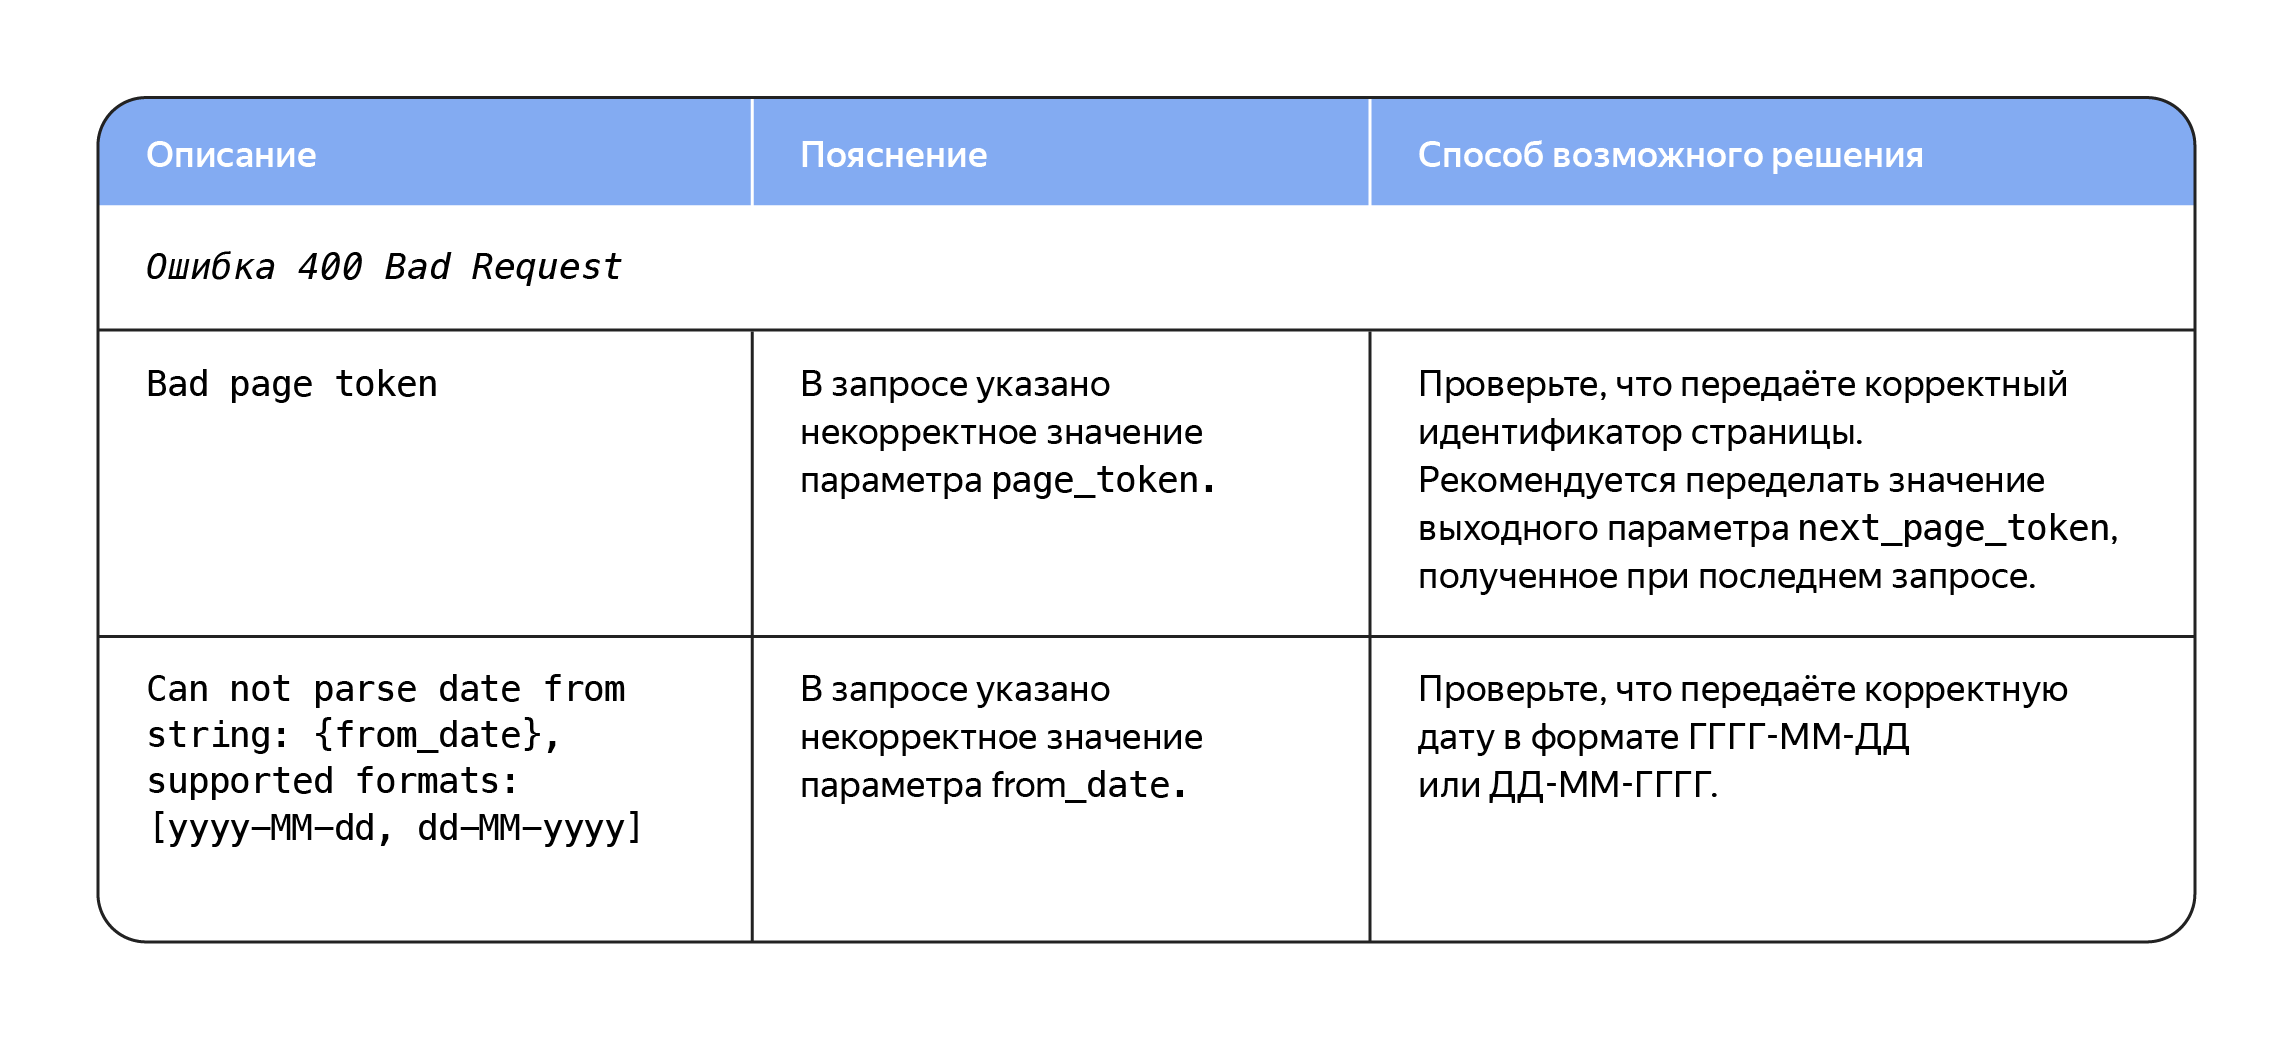 Описание
Пояснение
Способ возможного решения
Ошибка 400 Bad Request
Bad page token
В запросе указано
некорректное значение
параметра page_token.
Проверьте, что передаёте корректный
идентификатор страницы.
Рекомендуется переделать значение
выходного параметра next_page_token,
полученное при последнем запросе.
Can not parse date from
string: {from_date},
supported formats:
[yyyy–MM–dd, dd–MM–yyyy]
В запросе указано
некорректное значение
параметра from_date.
Проверьте, что передаёте корректную
дату в формате ГГГГ-ММ-ДД
или ДД-ММ-ГГГГ.